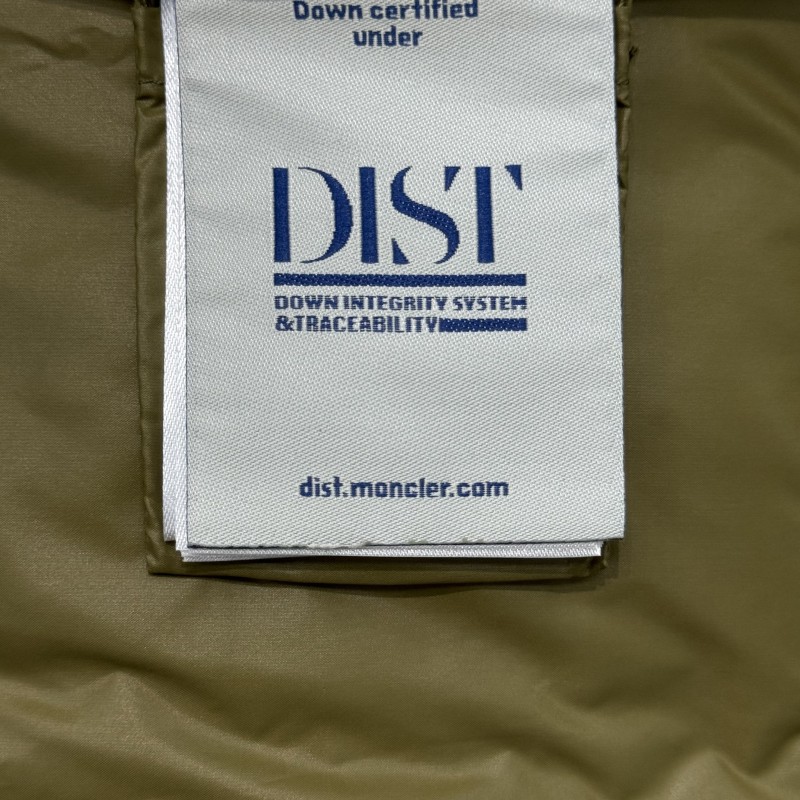 Down certified
under
DIST
DOWN INTEGRITY SYSTEM
&TRACEABILITY
dist.moncler.com